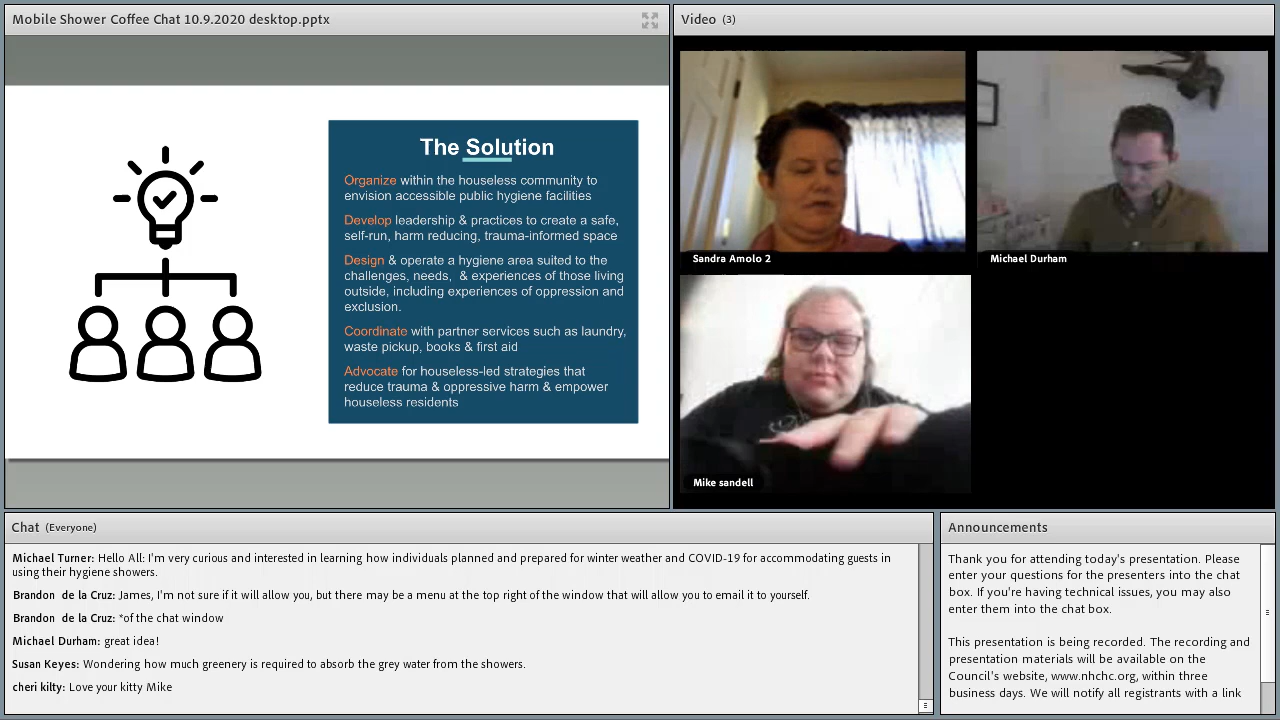 Mobile Shower Coffee Chat 10.9.2020 desktop.pptx
The Solution
Organize within the houseless community to
envision accessible public hygiene facilities
Develop leadership & practices to create a safe,
self-run, harm reducing, trauma-informed space
Design & operate a hygiene area suited to the
challenges, needs, & experiences of those living
outside, including experiences of oppression and
exclusion.
Coordinate with partner services such as laundry,
waste pickup, books & first aid
Advocate for houseless-led strategies that
reduce trauma & oppressive harm & empower
houseless residents
Video (3)
Sandra Amolo 2
Michael Durham
Mike sandell
Chat (Everyone)
Michael Turner: Hello All: I'm very curious and interested in learning how individuals planned and prepared for winter weather and COVID-19 for accommodating guests in
using their hygiene showers.
Brandon de la Cruz: James, I'm not sure if it will allow you, but there may be a menu at the top right of the window that will allow you to email it to yourself.
Brandon de la Cruz: *of the chat window
Michael Durham: great idea!
Susan Keyes: Wondering how much greenery is required to absorb the grey water from the showers.
cheri kilty: Love your kitty Mike
Announcements
Thank you for attending today's presentation. Please
enter your questions for the presenters into the chat
box. If you're having technical issues, you may also
enter them into the chat box.
This presentation is being recorded. The recording and
presentation materials will be available on the
Council's website, www.nhchc.org, within three
business days. We will notify all registrants with a link